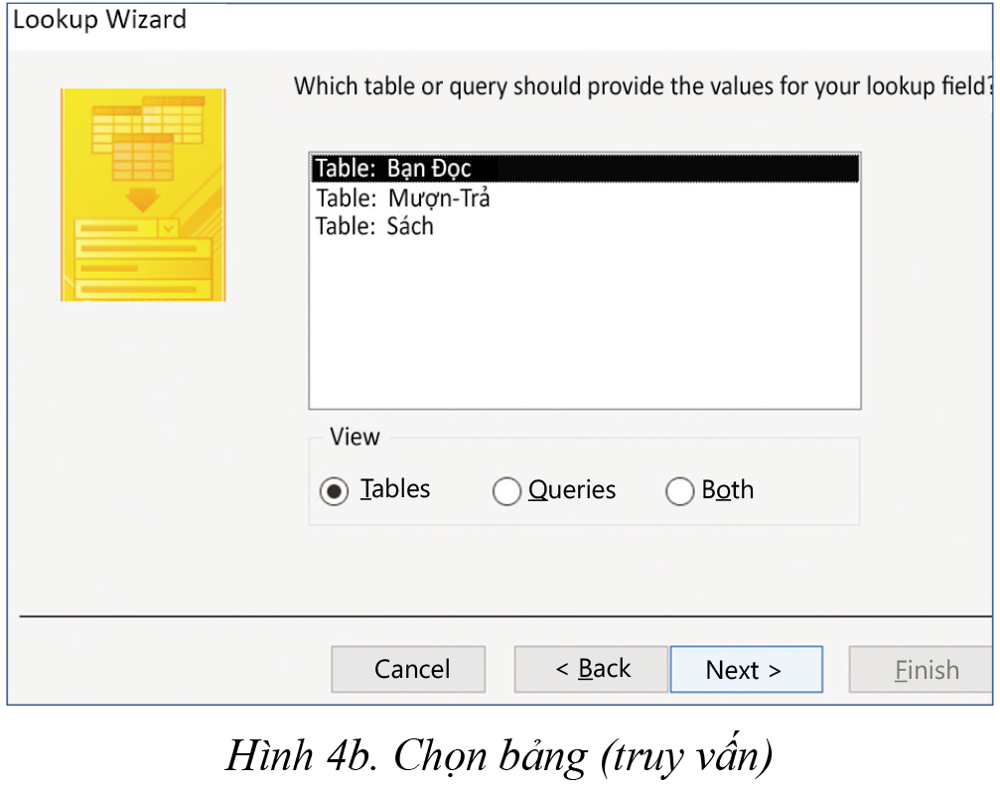 Lookup Wizard
Which table or query should provide the values for your lookup field?
Table: Bạn Đọc
Table: Mượn-Trả
Table: Sách
View
Tables Queries Both
Cancel < Back Next > Finish
Hình 4b. Chọn bảng (truy vấn)